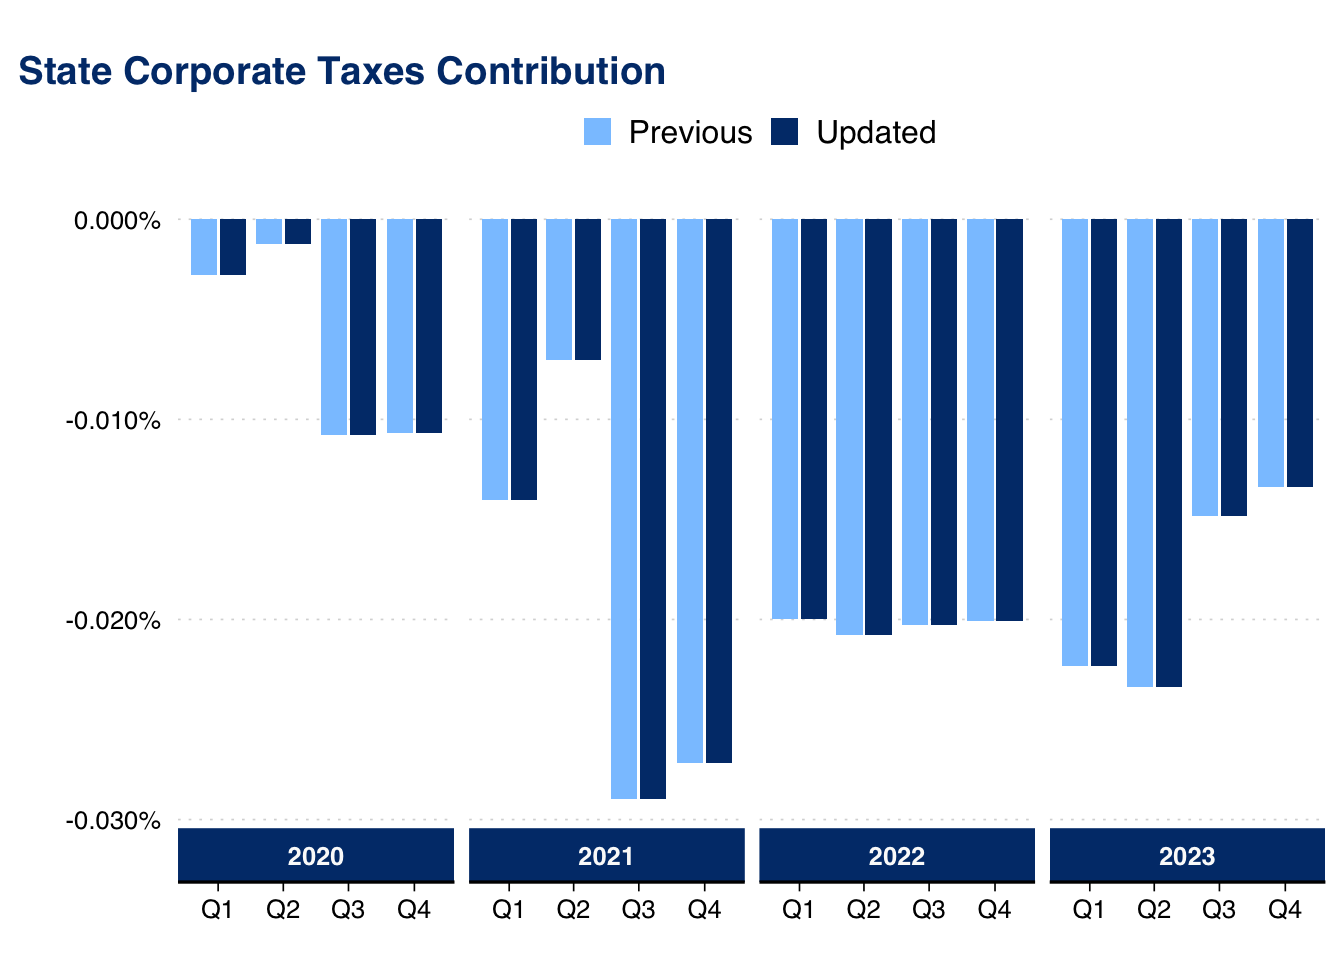 State Corporate Taxes Contribution
Previous Updated
0.000%
-0.010%
-0.020%
-0.030%
2020 2021 2022 2023
Q1 Q2 Q3 Q4 Q1 Q2 Q3 Q4 Q1 Q2 Q3 Q4 Q1 Q2 Q3 Q4